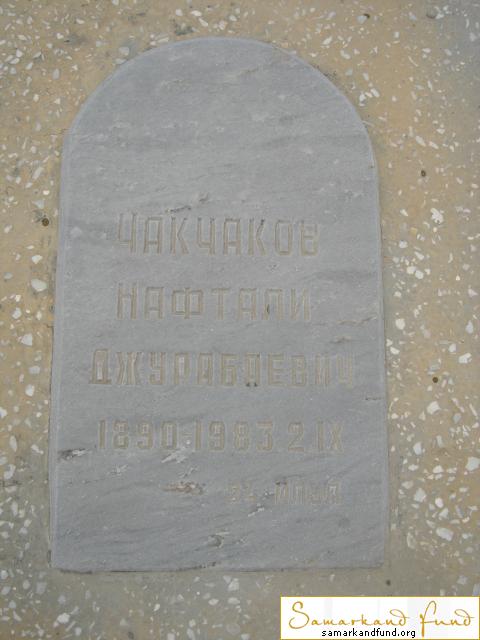 ЧАКЧАКОВ
НАФТАЛИ
ДЖУРАБАЕВИЧ
1890-1983 2 IX
Samarkand Fund
samarkandfund.org